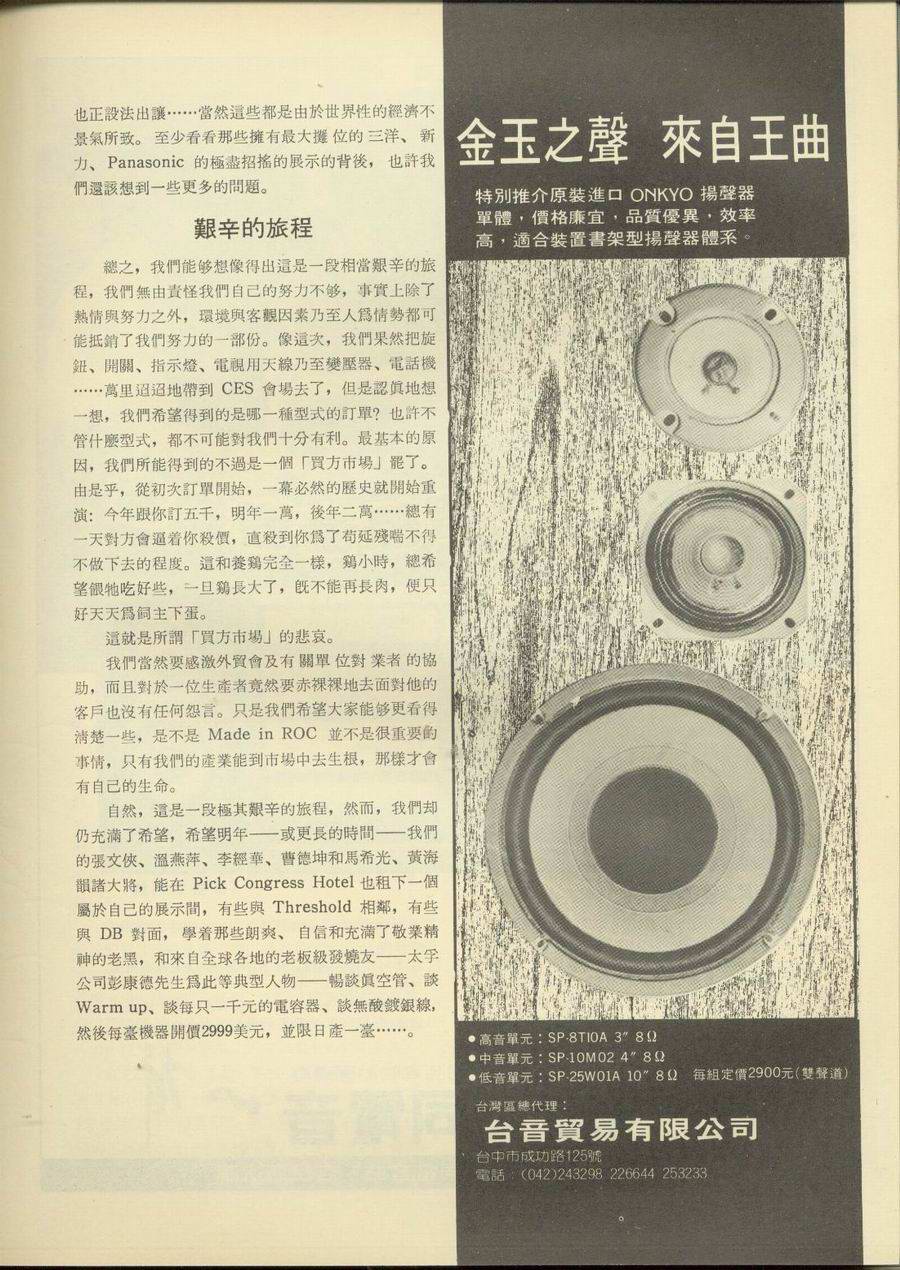 也正設法出讓……當然這些都是由於世界性的經濟不
景氣所致。至少看看那些擁有最大攤位的三洋、新
力、Panasonic 的極盡招搖的展示的背後，也許我
們還該想到一些更多的問題。
艱辛的旅程
總之，我們能够想像得出這是一段相當艱辛的旅
程，我們無由責怪我們自己的努力不够，事實上除了
熱情與努力之外，環境與客觀因素乃至人爲情勢都可
能抵銷了我們努力的一部份。像這次，我們果然把旋
鈕、開關、指示燈、電視用天線乃至變壓器、電話機
……萬里迢迢地帶到 CES 會場去了，但是認眞地想
一想，我們希望得到的是哪一種型式的訂單？也許不
管什麼型式，都不可能對我們十分有利。最基本的原
因，我們所能得到的不過是一個「買方市場」罷了。
由是乎，從初次訂單開始，一幕必然的歷史就開始重
演：今年跟你訂五千，明年一萬，後年二萬……總有
一天對方會逼着你殺價，直殺到你爲了苟延殘喘不得
不做下去的程度。這和養鷄完全一樣，鷄小時，總希
望餵牠吃好些，一旦鷄長大了，旣不能再長肉，便只
好天天爲飼主下蛋。
這就是所謂「買方市場」的悲哀。
我們當然要感激外貿會及有關單位對業者的協
助，而且對於一位生產者竟然要赤裸裸地去面對他的
客戶也沒有任何怨言。只是我們希望大家能够更看得
清楚一些，是不是 Made in ROC 並不是很重要的
事情，只有我們的產業能到市場中去生根，那樣才會
有自己的生命。
自然，這是一段極其艱辛的旅程，然而，我們却
仍充滿了希望，希望明年——或更長的時間——我們
的張文俠、溫燕萍、李經華、曹德坤和馬希光、黃海
韻諸大將，能在 Pick Congress Hotel 也租下一個
屬於自己的展示間，有些與 Threshold 相鄰，有些
與 DB 對面，學着那些朗爽、自信和充滿了敬業精
神的老黑，和來自全球各地的老板級發燒友——太孚
公司彭康德先生爲此等典型人物——暢談眞空管、談
Warm up、談每只一千元的電容器、談無酸鍍銀線，
然後每臺機器開價2999美元，並限日產一臺……。
金玉之聲 來自王曲
特別推介原裝進口 ONKYO 揚聲器
單體，價格廉宜，品質優異，效率
高，適合裝置書架型揚聲器體系。
●高音單元：SP-8T10A 3″ 8Ω
●中音單元：SP-10M02 4″ 8Ω
●低音單元：SP-25W01A 10″ 8Ω 每組定價2900元(雙聲道)
台灣區總代理：
台音貿易有限公司
台中市成功路125號
電話：(042)243298 226644 253233